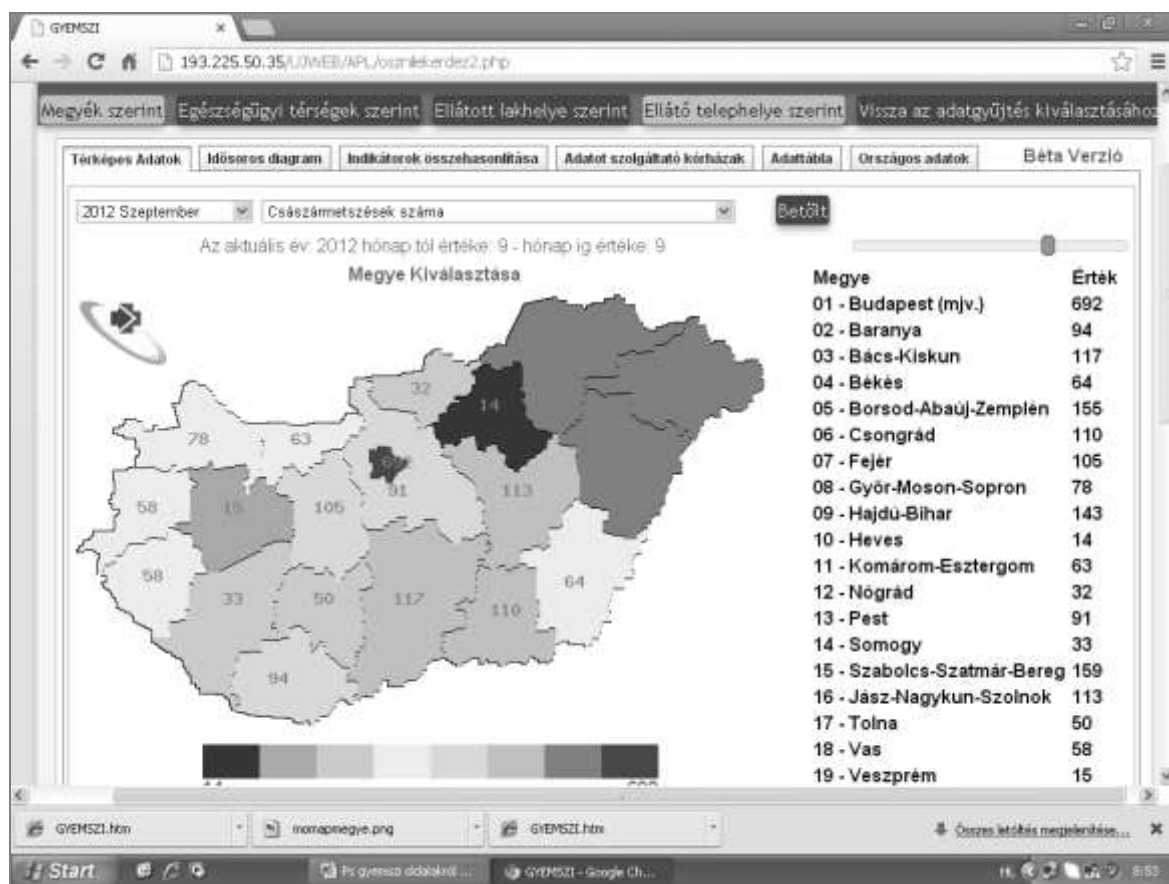 GYEMSZI
193.225.50.35/UJWEB/APL/osznlekerdez2.php
Megyék szerint Egészségügyi térségek szerint Ellátott lakhelye szerint Ellátó telephelye szerint Vissza az adatgyűjtés kiválasztásához
Térképes Adatok Idősoros diagram Indikátorok összehasonlítása Adatot szolgáltató kórházak Adattábla Országos adatok Béta Verzió
2012 Szeptember Császármetszések száma Betölt
Az aktuális év: 2012 hónap tól értéke: 9 - hónap ig értéke: 9
Megye Kiválasztása
Megye Érték
01 - Budapest (mjv.) 692
02 - Baranya 94
03 - Bács-Kiskun 117
04 - Békés 64
05 - Borsod-Abaúj-Zemplén 155
06 - Csongrád 110
07 - Fejér 105
08 - Győr-Moson-Sopron 78
09 - Hajdú-Bihar 143
10 - Heves 14
11 - Komárom-Esztergom 63
12 - Nógrád 32
13 - Pest 91
14 - Somogy 33
15 - Szabolcs-Szatmár-Bereg 159
16 - Jász-Nagykun-Szolnok 113
17 - Tolna 50
18 - Vas 58
19 - Veszprém 15
32
14
78 63
91 113
58 15 105
58
33 50 117 110 64
94
GYEMSZI.htm momapmegye.png GYEMSZI.htm Összes letöltés megjelenítése...
Start Ps gyemszi oldalakról ... GYEMSZI - Google Ch... HU 8:53